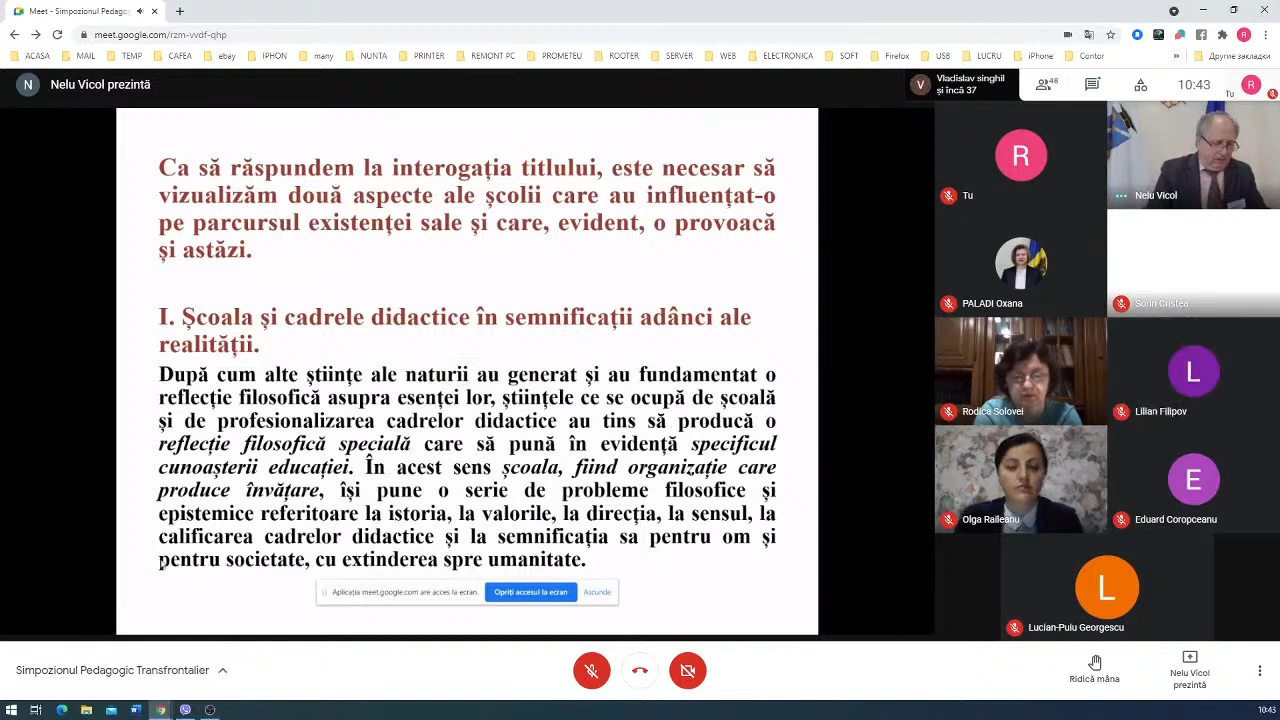 Meet - Simpozionul Pedagog
meet.google.com/rzm-vvdf-qhp
ACASA MAIL TEMP CAFEA ebay IPHON many NUNTA PRINTER REMONT PC PROMETEU ROOTER SERVER WEB ELECTRONICA SOFT Firefox USB LUCRU iPhone Contor » Другие закладки
N Nelu Vicol prezintă
V Vladislav singhil
și încă 37
48
10:43
Tu
R
Ca să răspundem la interogația titlului, este necesar să
vizualizăm două aspecte ale școlii care au influențat-o
pe parcursul existenței sale și care, evident, o provoacă
și astăzi.
I. Școala și cadrele didactice în semnificații adânci ale
realității.
După cum alte științe ale naturii au generat și au fundamentat o
reflecție filosofică asupra esenței lor, științele ce se ocupă de școală
și de profesionalizarea cadrelor didactice au tins să producă o
reflecție filosofică specială care să pună în evidență specificul
cunoașterii educației. În acest sens școala, fiind organizație care
produce învățare, își pune o serie de probleme filosofice și
epistemice referitoare la istoria, la valorile, la direcția, la sensul, la
calificarea cadrelor didactice și la semnificația sa pentru om și
pentru societate, cu extinderea spre umanitate.
Aplicația meet.google.com are acces la ecran. Opriți accesul la ecran Ascunde
R
Tu
Nelu Vicol
PALADI Oxana
Sorin Cristea
Rodica Solovei
L
Lilian Filipov
Olga Raileanu
E
Eduard Coropceanu
L
Lucian-Puiu Georgescu
Simpozionul Pedagogic Transfrontalier
Ridică mâna
Nelu Vicol
prezintă
10:43